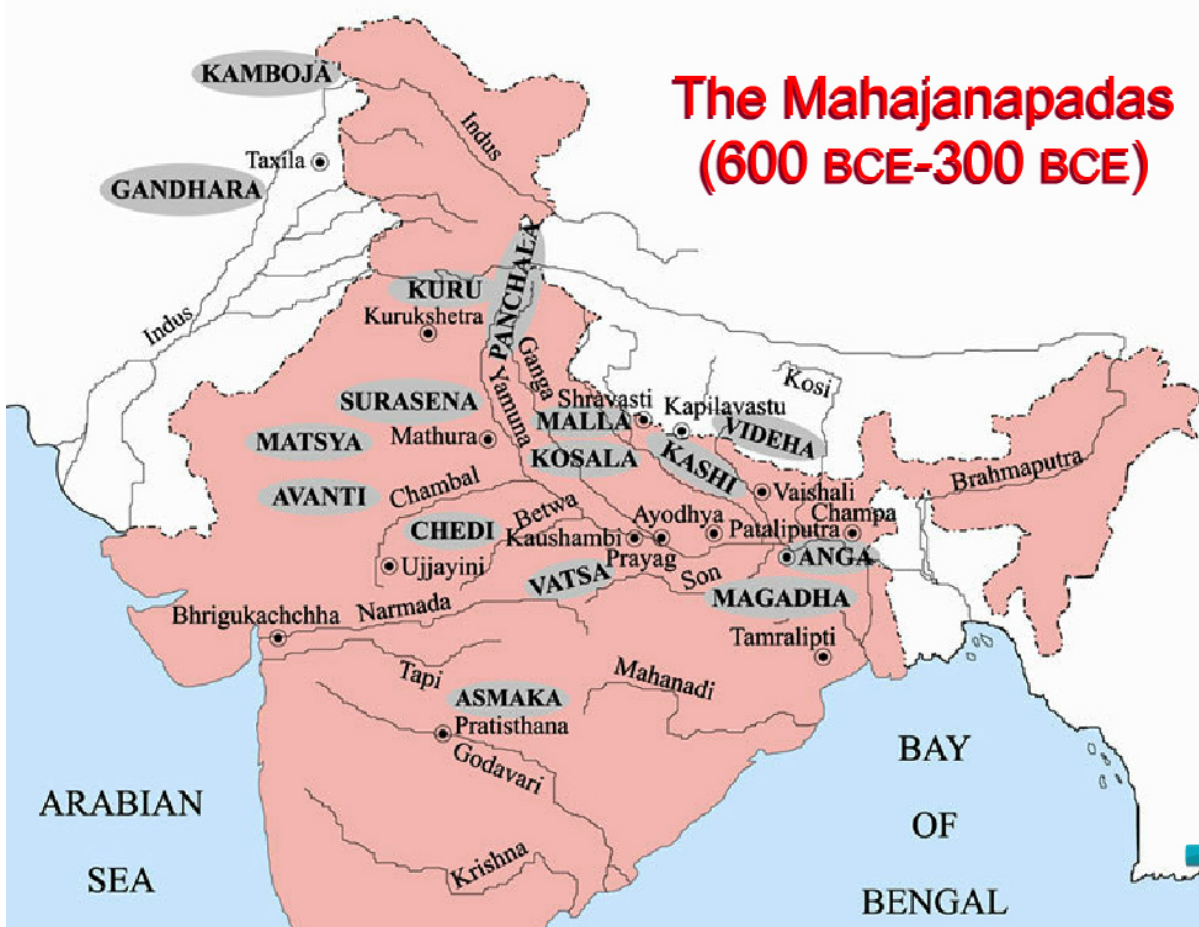 The Mahajanapadas
(600 BCE-300 BCE)
KAMBOJA
Indus
Taxila
GANDHARA
PANCHALA
KURU
Indus
Kurukshetra
Ganga
Yamuna
Kosi
SURASENA
Shravasti
Kapilavastu
MALLA
VIDEHA
MATSYA
Mathura
KOSALA
KASHI
Brahmaputra
AVANTI
Chambal
Vaishali
Betwa
Ayodhya
Champa
CHEDI
Kaushambi
Pataliputra
Prayag
ANGA
Ujjayini
VATSA
Son
MAGADHA
Bhrigukachchha
Narmada
Tamralipti
Tapi
Mahanadi
ASMAKA
Pratisthana
Godavari
Krishna
ARABIAN
SEA
BAY
OF
BENGAL